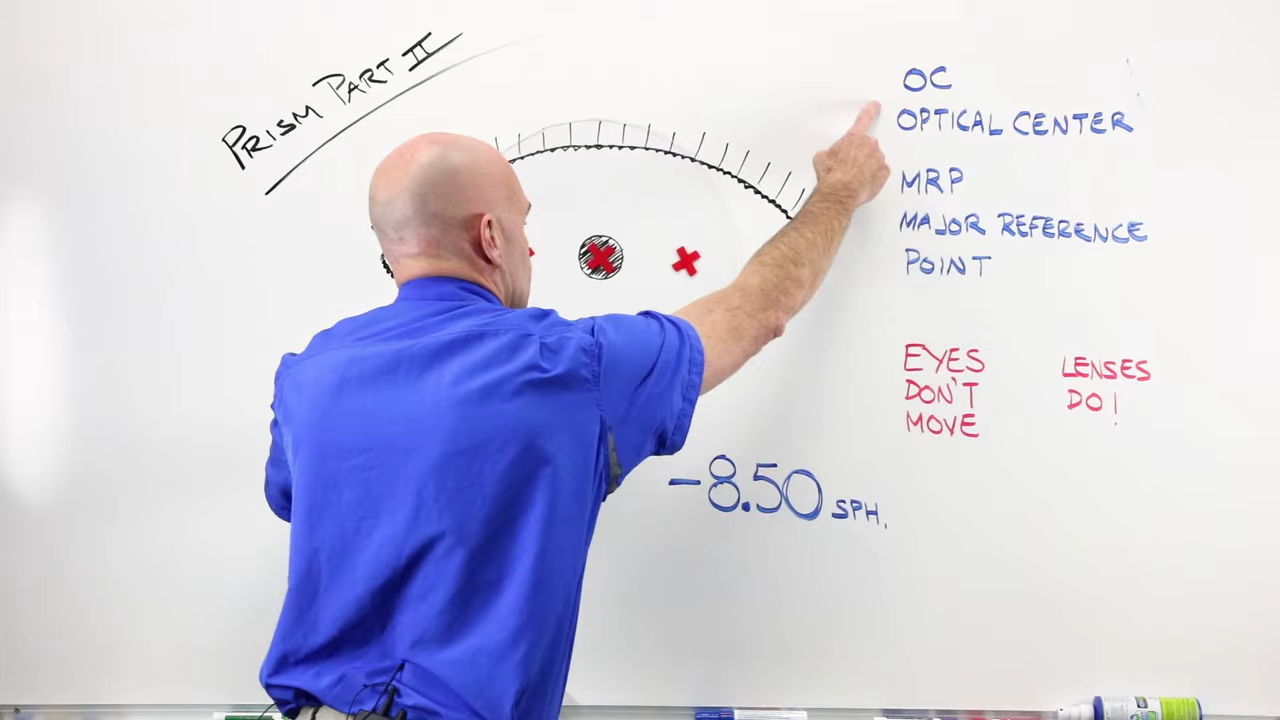 PRISM PART II
OC
OPTICAL CENTER
MRP
MAJOR REFERENCE
POINT
EYES
DON'T
MOVE
LENSES
DO!
-8.50 SPH.